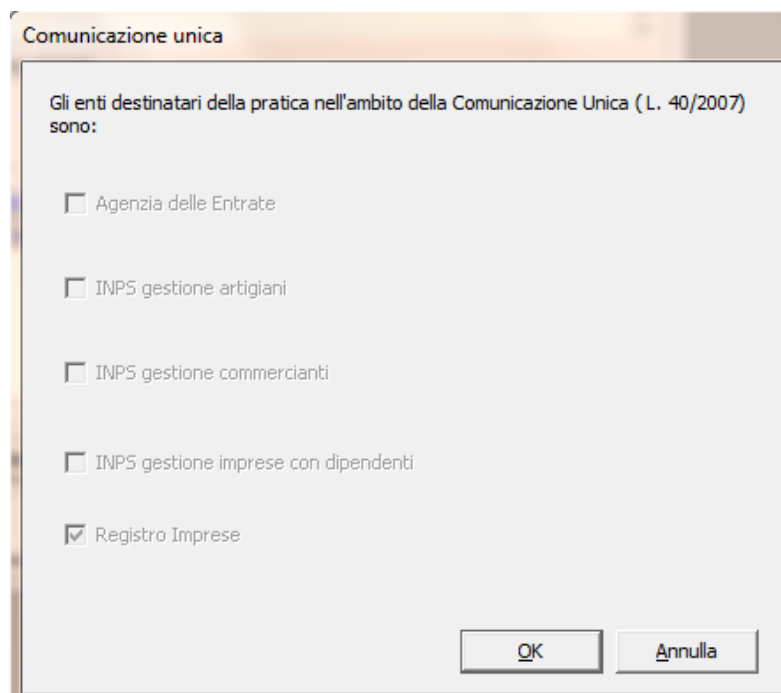 Comunicazione unica
Gli enti destinatari della pratica nell'ambito della Comunicazione Unica ( L. 40/2007)
sono:
Agenzia delle Entrate
INPS gestione artigiani
INPS gestione commercianti
INPS gestione imprese con dipendenti
Registro Imprese
OK Annulla